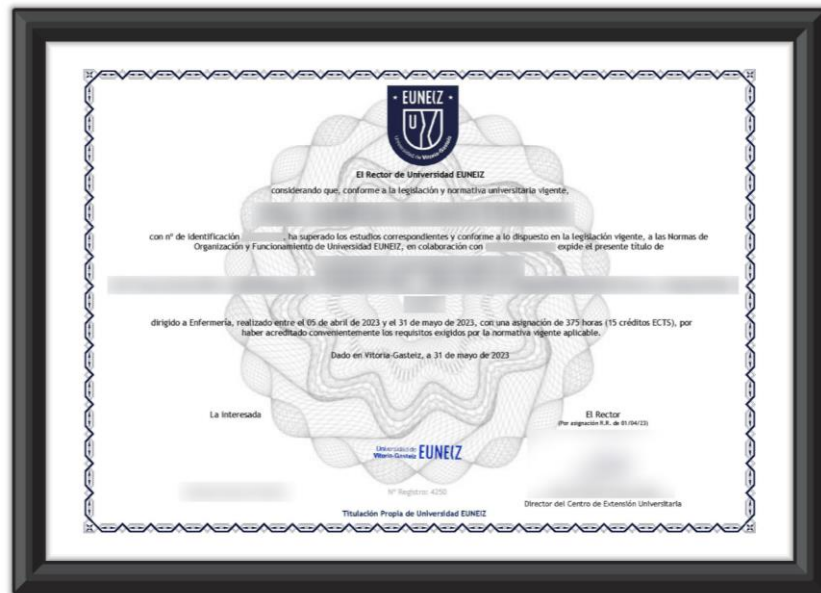 · EUNEIZ ·
Universidad de Vitoria-Gasteiz
El Rector de Universidad EUNEIZ
considerando que, conforme a la legislación y normativa universitaria vigente,
con nº de identificación , ha superado los estudios correspondientes y conforme a lo dispuesto en la legislación vigente, a las Normas de
Organización y Funcionamiento de Universidad EUNEIZ, en colaboración con expide el presente título de
dirigido a Enfermería, realizado entre el 05 de abril de 2023 y el 31 de mayo de 2023, con una asignación de 375 horas (15 créditos ECTS), por
haber acreditado convenientemente los requisitos exigidos por la normativa vigente aplicable.
Dado en Vitoria-Gasteiz, a 31 de mayo de 2023
La Interesada
El Rector
(Por asignación R.R. de 01/04/23)
Universidad de
Vitoria-Gasteiz EUNEIZ
Nº Registro: 4250
Director del Centro de Extensión Universitaria
Titulación Propia de Universidad EUNEIZ